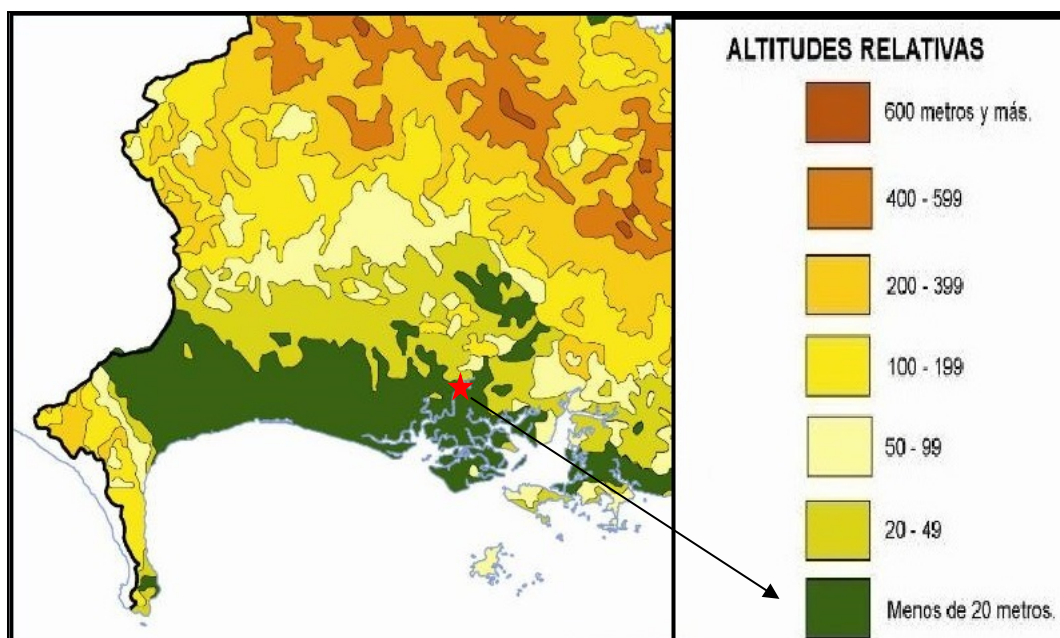 ALTITUDES RELATIVAS
600 metros y más.
400 - 599
200 - 399
100 - 199
50 - 99
20 - 49
Menos de 20 metros.